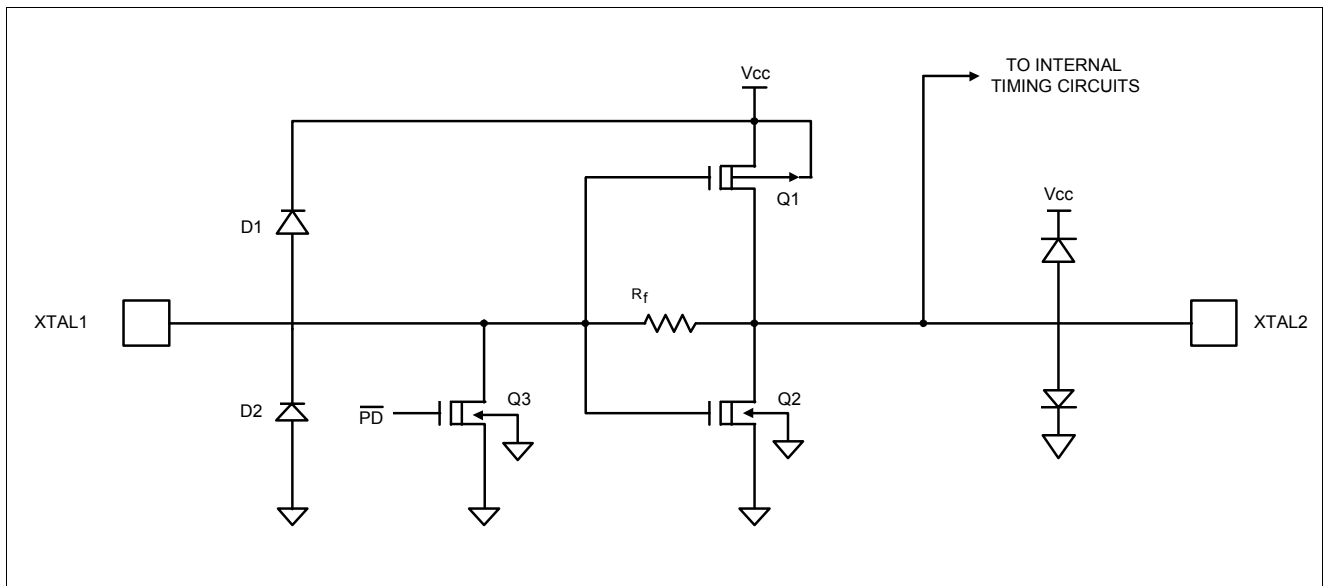 TO INTERNAL
TIMING CIRCUITS
Vcc
Q1
D1
Vcc
Rf
XTAL1
XTAL2
D2
PD
Q3
Q2